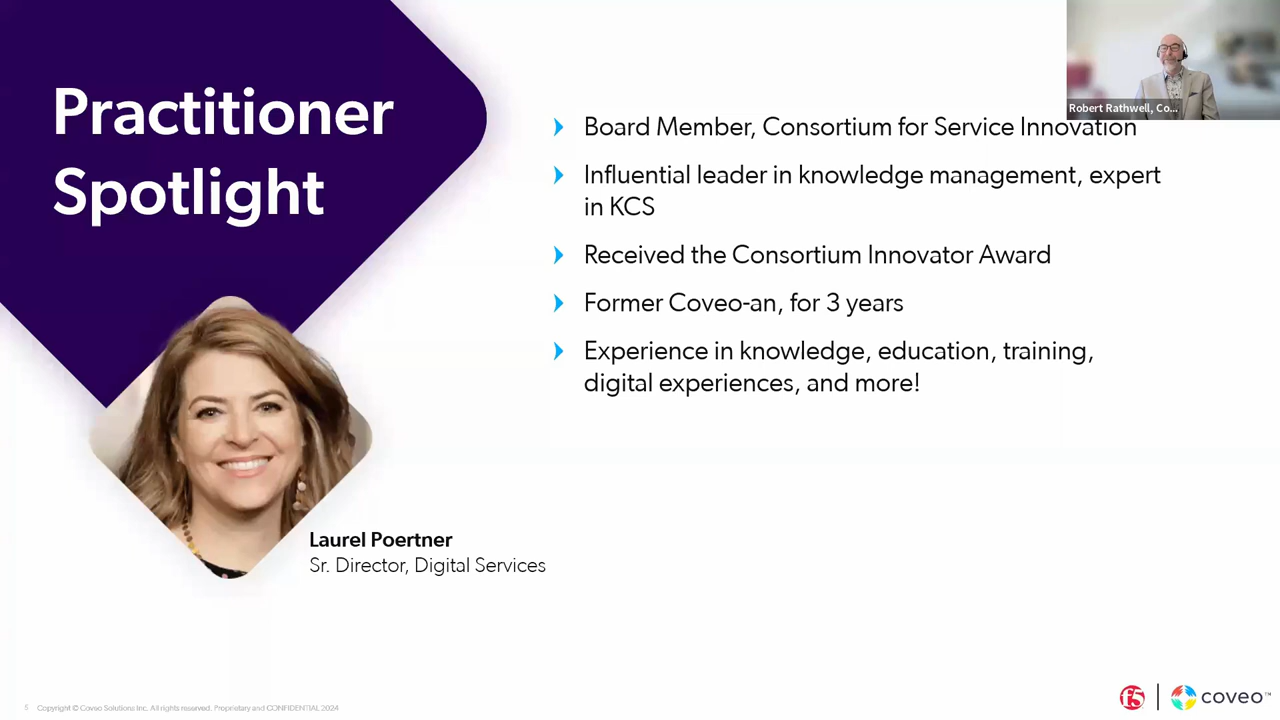 Practitioner
Spotlight
Robert Rathwell, Co...
Board Member, Consortium for Service Innovation
Influential leader in knowledge management, expert
in KCS
Received the Consortium Innovator Award
Former Coveo-an, for 3 years
Experience in knowledge, education, training,
digital experiences, and more!
Laurel Poertner
Sr. Director, Digital Services
5 Copyright © Coveo Solutions Inc. All rights reserved. Proprietary and CONFIDENTIAL 2024
f5 coveo™